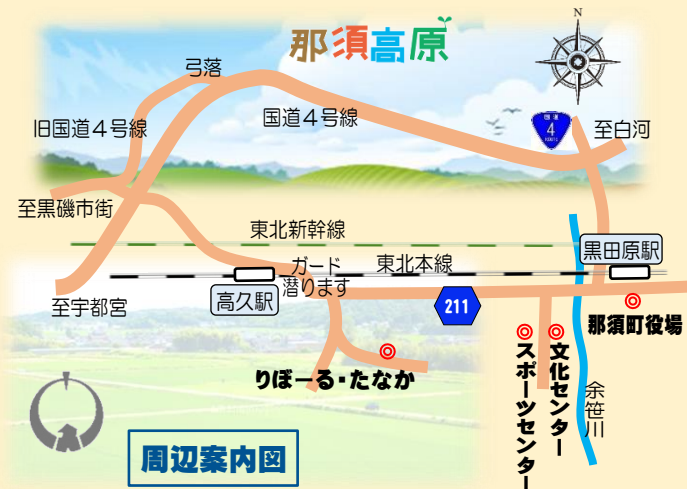 那須高原
N
弓落
旧国道4号線
国道4号線
国道
4
ROUTE
至白河
至黒磯市街
東北新幹線
黒田原駅
ガード
潜ります
東北本線
高久駅
至宇都宮
211
那須町役場
りぼーる・たなか
文化センター
スポーツセンター
余笹川
周辺案内図